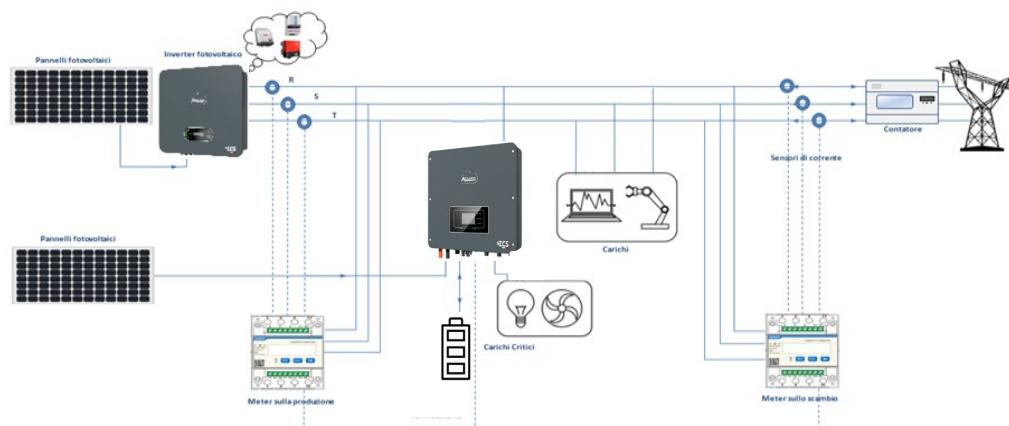 Pannelli fotovoltaici
Inverter fotovoltaico
R
S
T
Contatore
Sensori di corrente
Pannelli fotovoltaici
Carichi
Carichi Critici
Meter sulla produzione
Meter sullo scambio